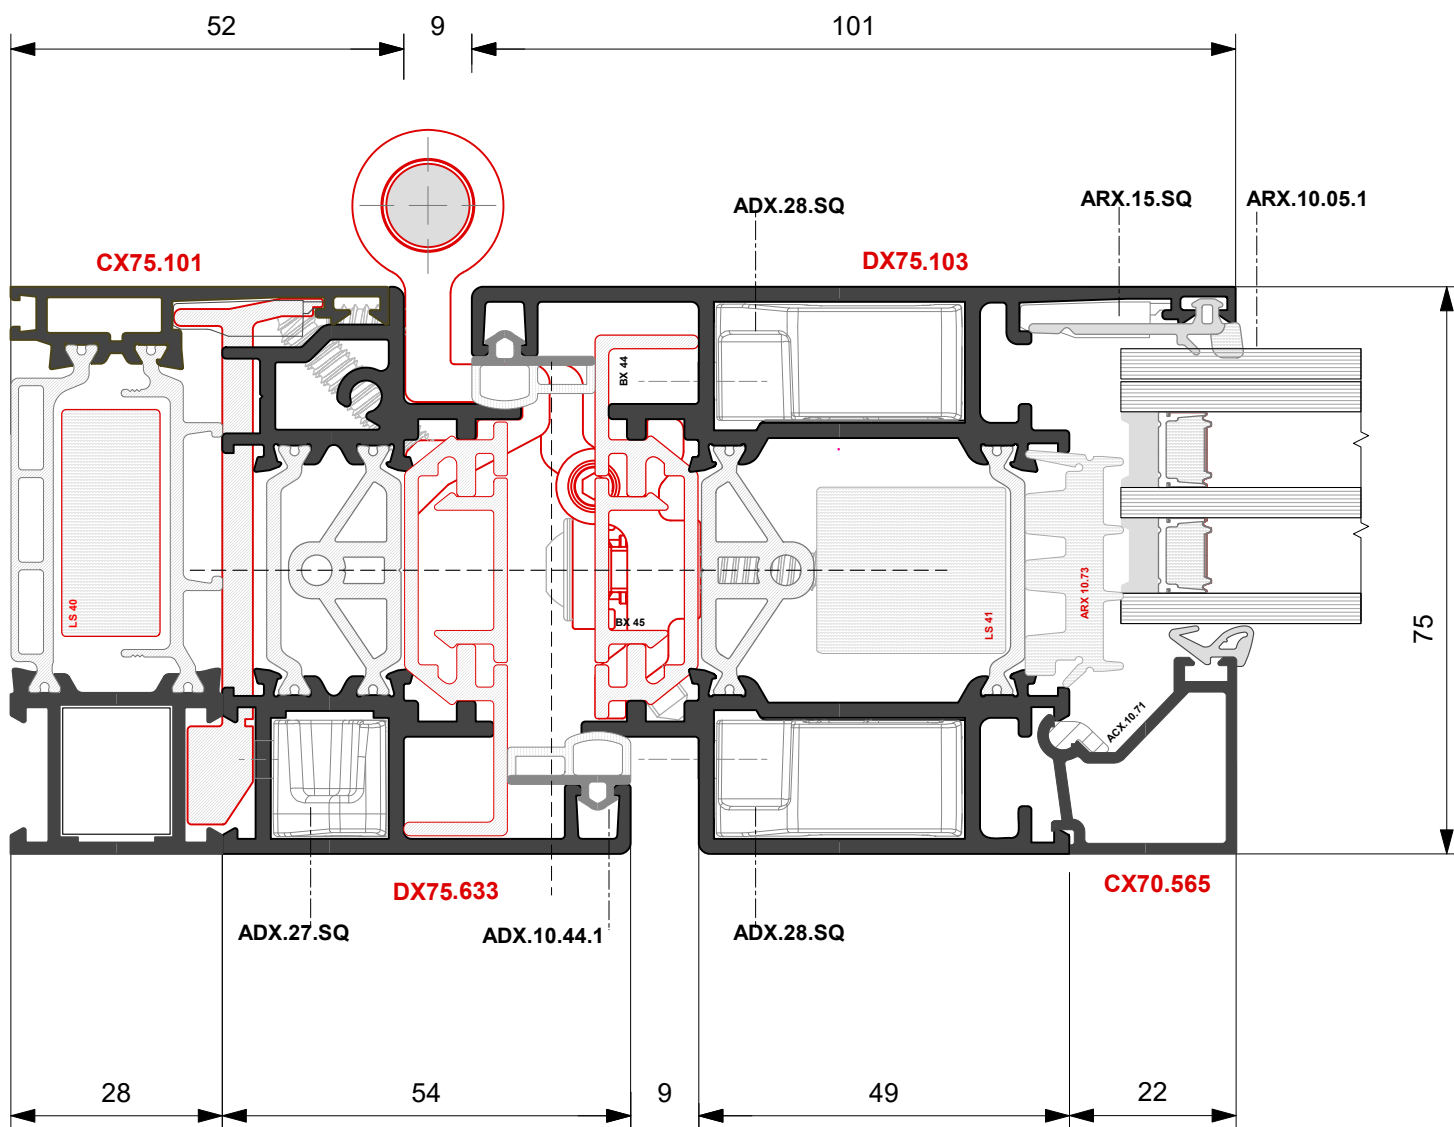 52
9
101
ADX.28.SQ
ARX.15.SQ
ARX.10.05.1
CX75.101
DX75.103
BX 44
LS 40
BX 45
LS 41
ARX 10.73
75
ACX.10.71
DX75.633
CX70.565
ADX.27.SQ
ADX.10.44.1
ADX.28.SQ
28
54
9
49
22